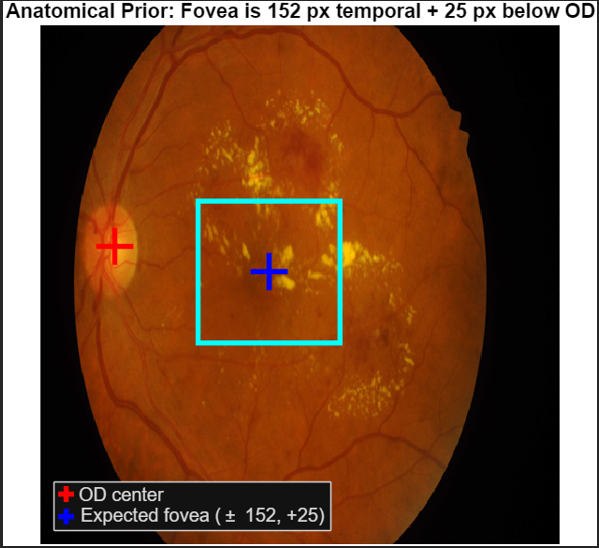 Anatomical Prior: Fovea is 152 px temporal + 25 px below OD
OD center
Expected fovea ( ± 152, +25)